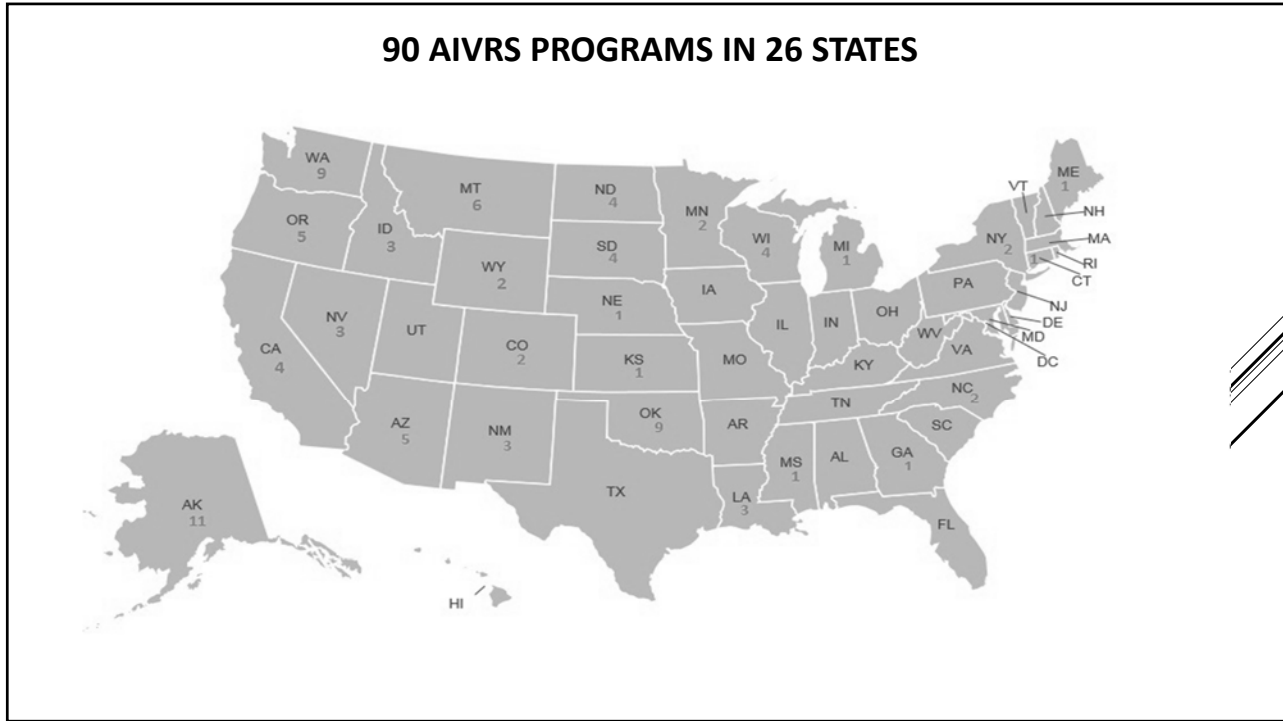 90 AIVRS PROGRAMS IN 26 STATES
WA
9
MT
6
ND
4
MN
2
VT
ME
1
NH
OR
5
ID
3
SD
4
WI
4
MI
1
NY
2
MA
1
RI
CT
WY
2
NE
1
IA
PA
NJ
NV
3
UT
CO
2
KS
1
MO
IL
IN
OH
WV
VA
DE
MD
DC
CA
4
KY
NC
2
AZ
5
NM
3
OK
9
AR
TN
SC
MS
1
AL
GA
1
TX
LA
3
FL
AK
11
HI